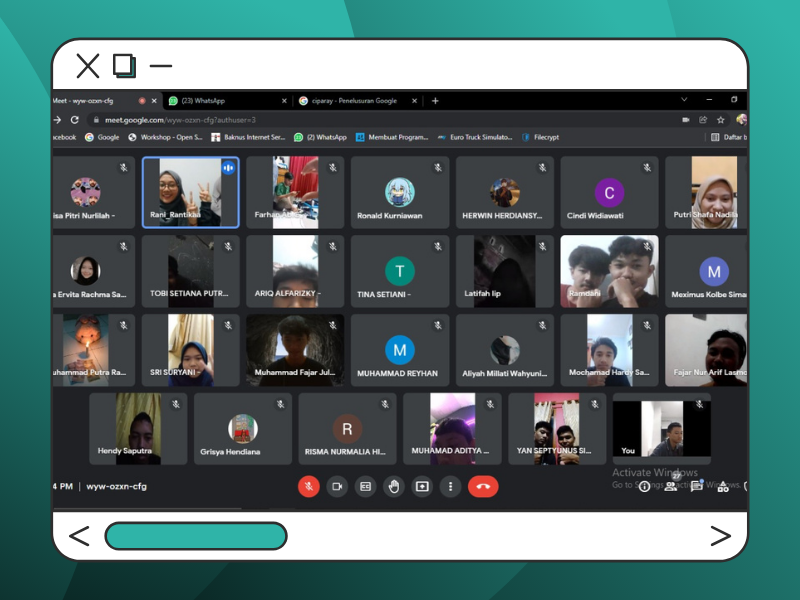 Meet - wyw-ozxn-cfg
(23) WhatsApp
ciparay - Penelusuran Google
meet.google.com/wyw-ozxn-cfg?authuser=3
cebook
Google
Workshop - Open S...
Baknus Internet Ser...
(2) WhatsApp
Membuat Program...
Euro Truck Simulato...
Filecrypt
Daftar b
isa Pitri Nurlilah -
Rani_Rantikaa
Farhan
Ronald Kurniawan
HERWIN HERDIANSY...
C
Cindi Widiawati
Putri Shafa Nadila
a Ervita Rachma Sa...
TOBI SETIANA PUTR...
ARIQ ALFARIZKY -
T
TINA SETIANI -
Latifah Iip
Ramdani
M
Meximus Kolbe Sima
uhammad Putra Ra...
SRI SURYANI -
Muhammad Fajar Jul...
M
MUHAMMAD REYHAN
Aliyah Millati Wahyuni...
Mochamad Hardy Sa...
Fajar Nur Arif Lasmo
Hendy Saputra
Grisya Hendiana
R
RISMA NURMALIA HI...
MUHAMAD ADITYA ...
YAN SEPTYUNUS SI...
You
Activate Windows
Go to Settings to activate Windows.
4 PM | wyw-ozxn-cfg
27